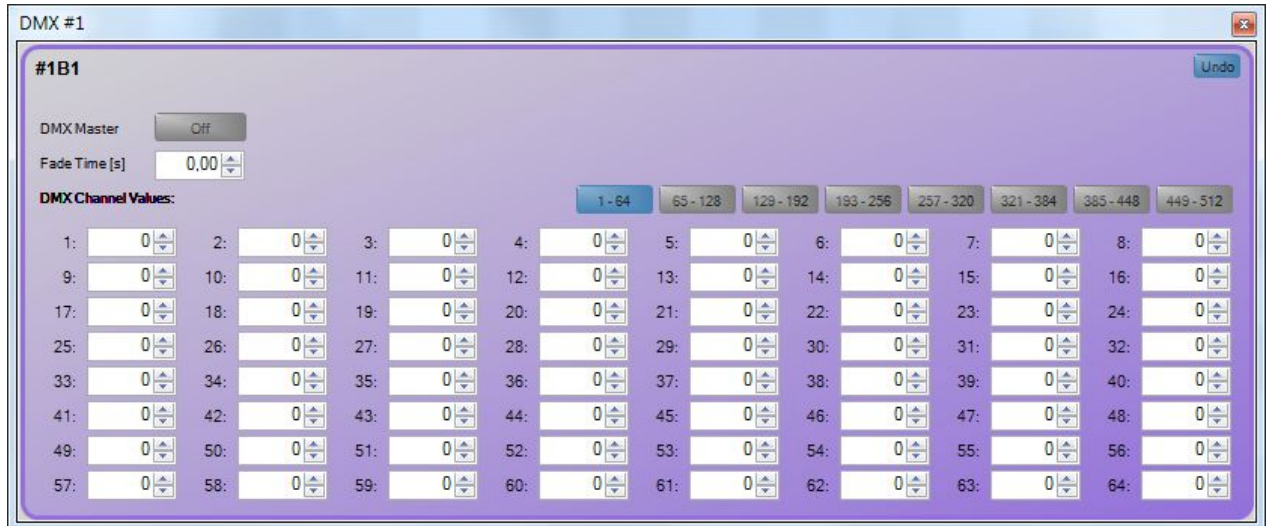 DMX #1
#1B1
Undo
DMX Master Off
Fade Time [s] 0,00
DMX Channel Values: 1 - 64 65 - 128 129 - 192 193 - 256 257 - 320 321 - 384 385 - 448 449 - 512
1: 0 2: 0 3: 0 4: 0 5: 0 6: 0 7: 0 8: 0
9: 0 10: 0 11: 0 12: 0 13: 0 14: 0 15: 0 16: 0
17: 0 18: 0 19: 0 20: 0 21: 0 22: 0 23: 0 24: 0
25: 0 26: 0 27: 0 28: 0 29: 0 30: 0 31: 0 32: 0
33: 0 34: 0 35: 0 36: 0 37: 0 38: 0 39: 0 40: 0
41: 0 42: 0 43: 0 44: 0 45: 0 46: 0 47: 0 48: 0
49: 0 50: 0 51: 0 52: 0 53: 0 54: 0 55: 0 56: 0
57: 0 58: 0 59: 0 60: 0 61: 0 62: 0 63: 0 64: 0